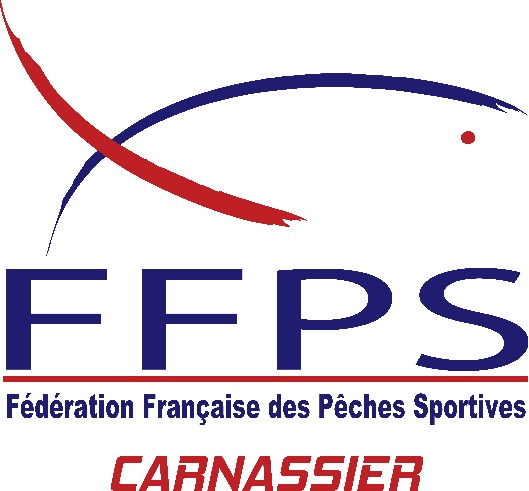 FFPS
Fédération Française des Pêches Sportives
CARNASSIER